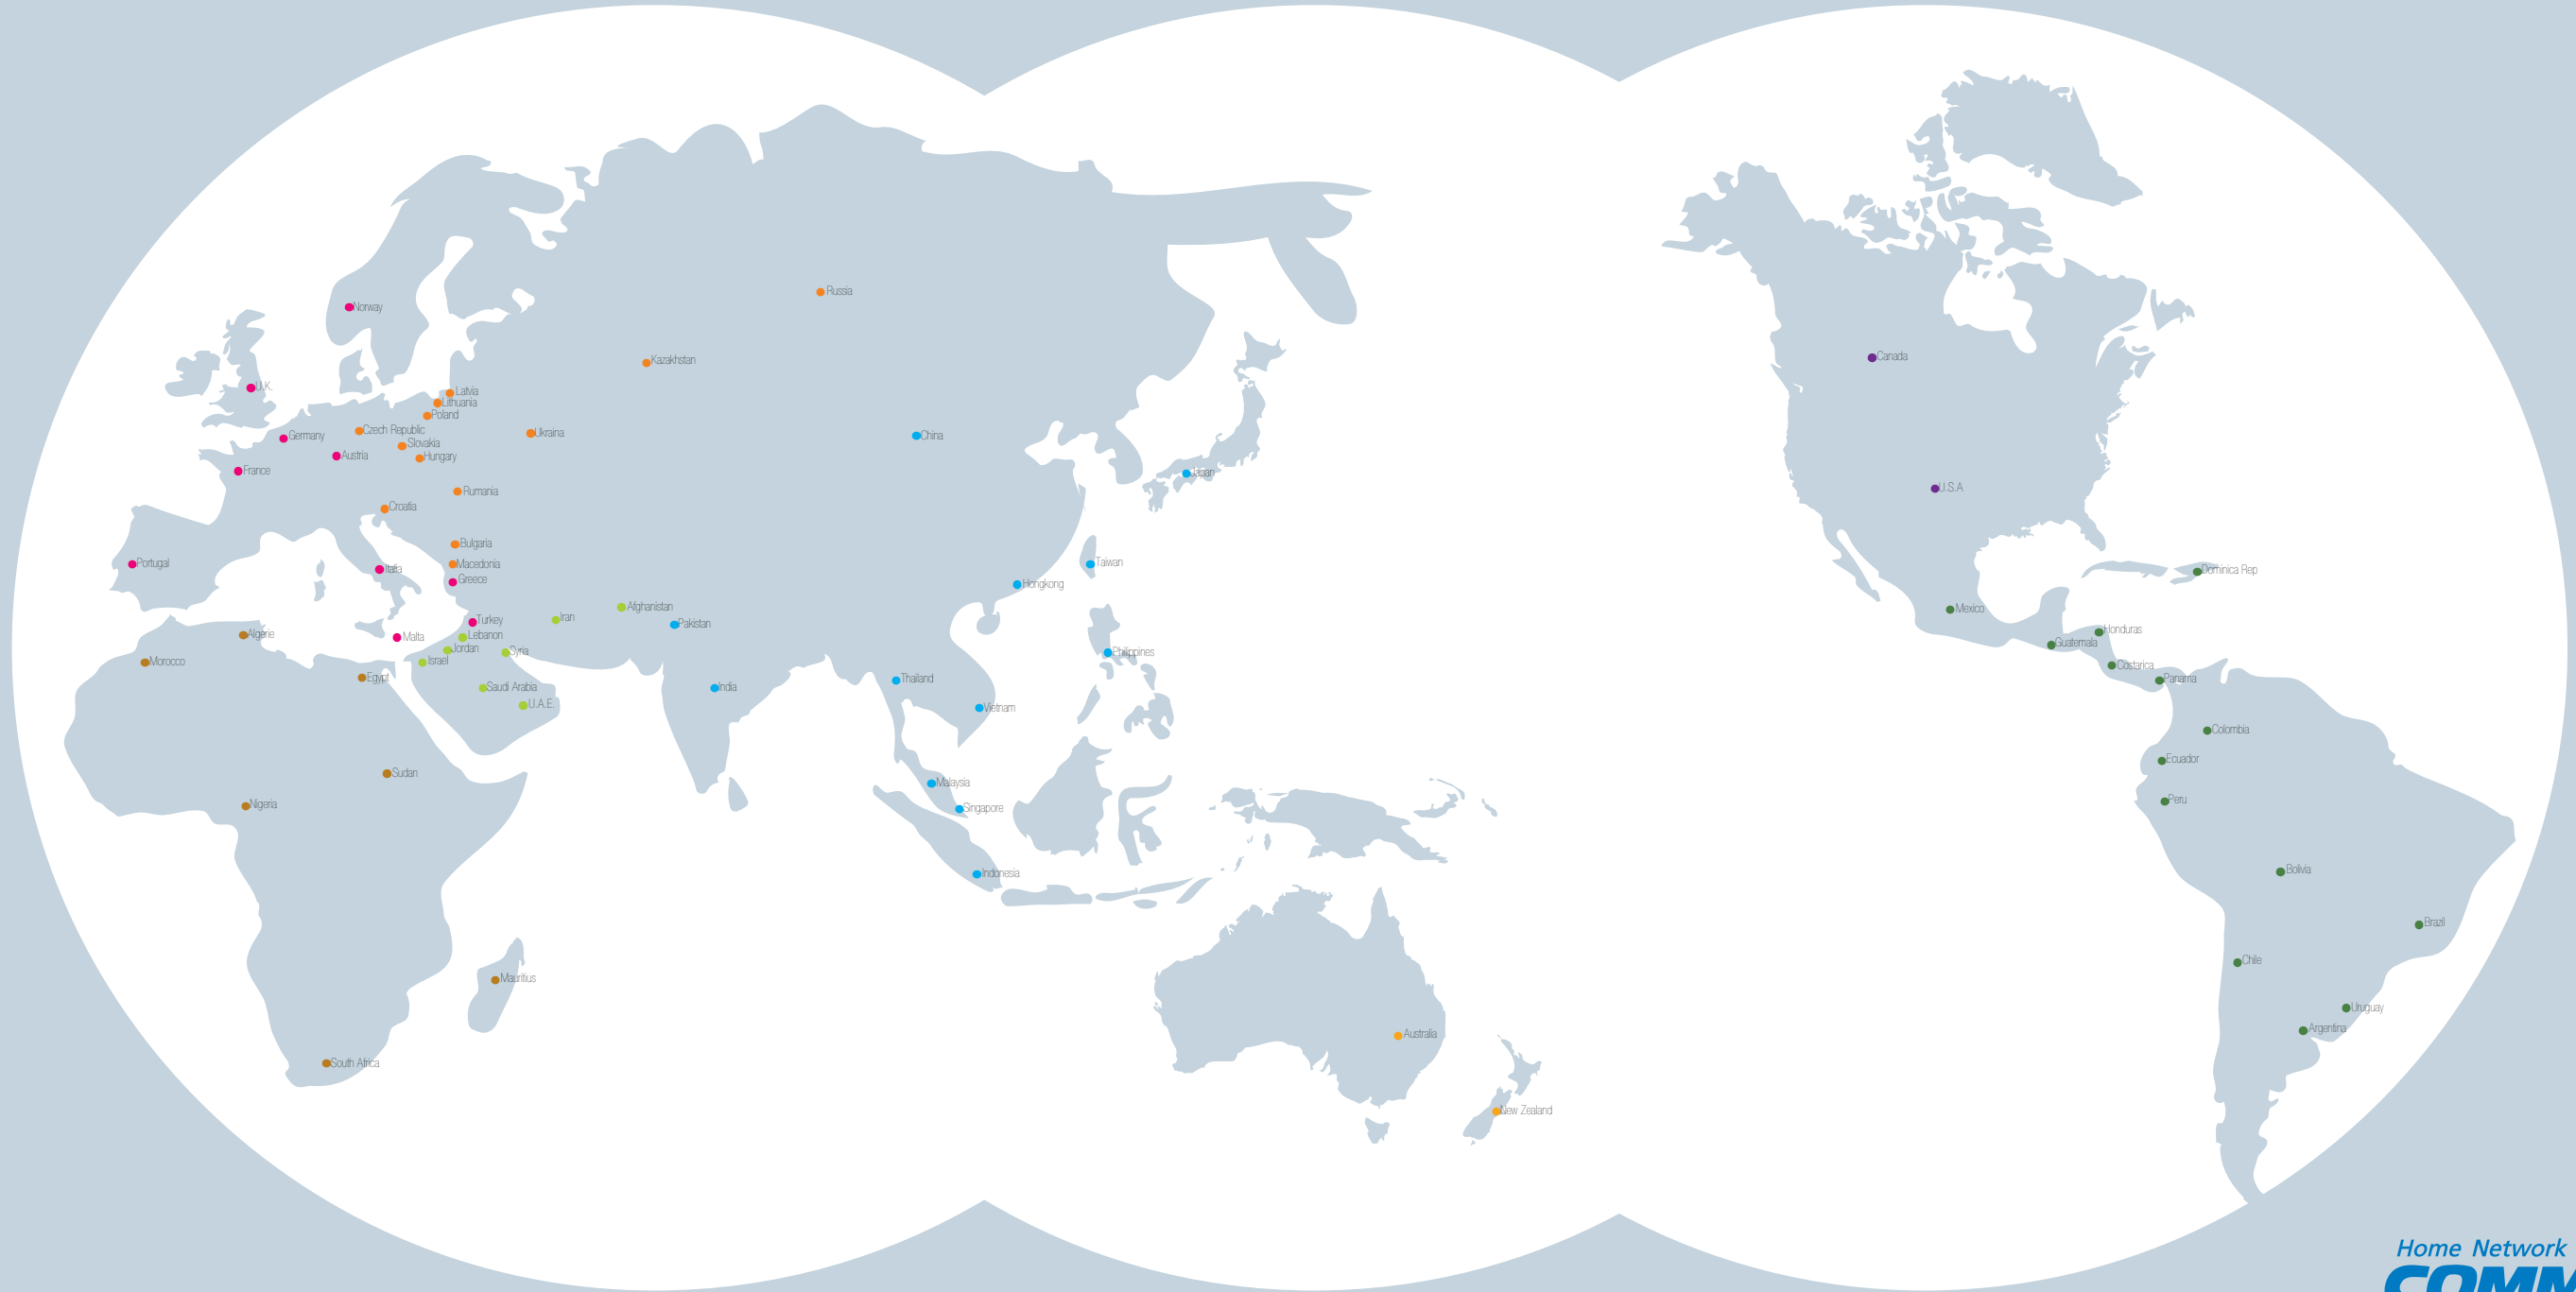 Russia
Norway
Kazakhstan
Canada
U.K.
Latvia
Lithuania
Poland
Czech Republic
Ukraine
Germany
Slovakia
China
Austria
Hungary
France
Japan
U.S.A
Rumania
Croatia
Bulgaria
Portugal
Italia
Macedonia
Taiwan
Dominica Rep
Greece
Hongkong
Afghanistan
Mexico
Iran
Turkey
Pakistan
Honduras
Algerie
Malta
Lebanon
Guatemala
Jordan
Syria
Philippines
Morocco
Israel
Costarica
Egypt
Thailand
Panama
Saudi Arabia
India
U.A.E.
Vietnam
Colombia
Ecuador
Sudan
Malaysia
Nigeria
Singapore
Peru
Indonesia
Bolivia
Brazil
Chile
Mauritius
Uruguay
Argentina
Australia
South Africa
New Zealand
Home Network